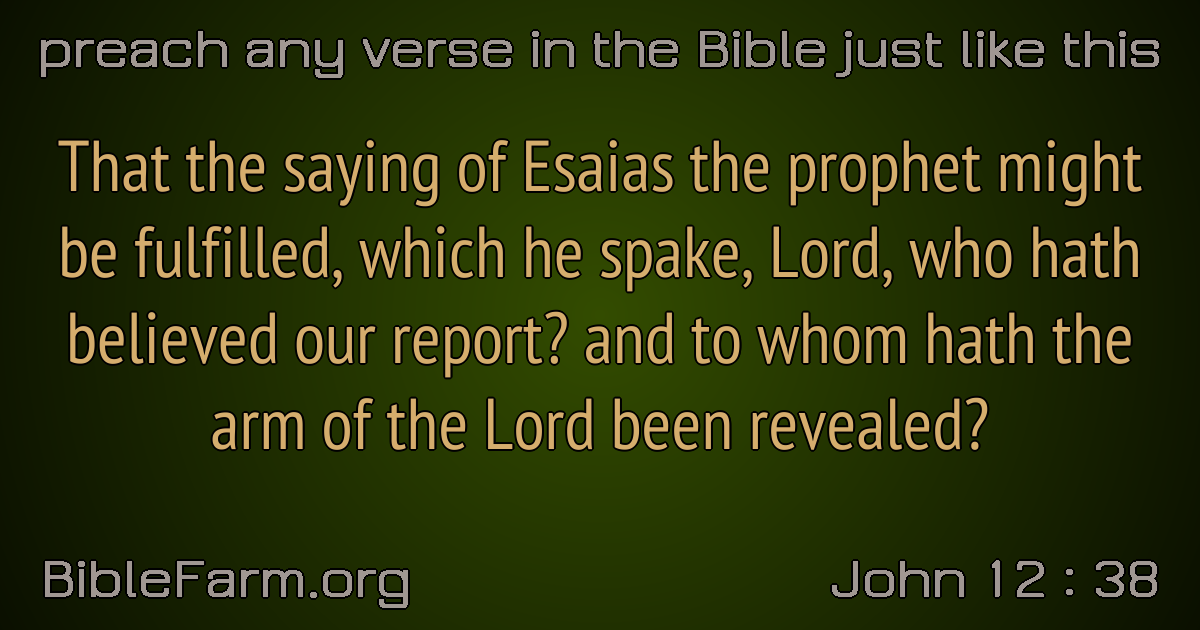 preach any verse in the Bible just like this
That the saying of Esaias the prophet might
be fulfilled, which he spake, Lord, who hath
believed our report? and to whom hath the
arm of the Lord been revealed?
BibleFarm.org
John 12 : 38